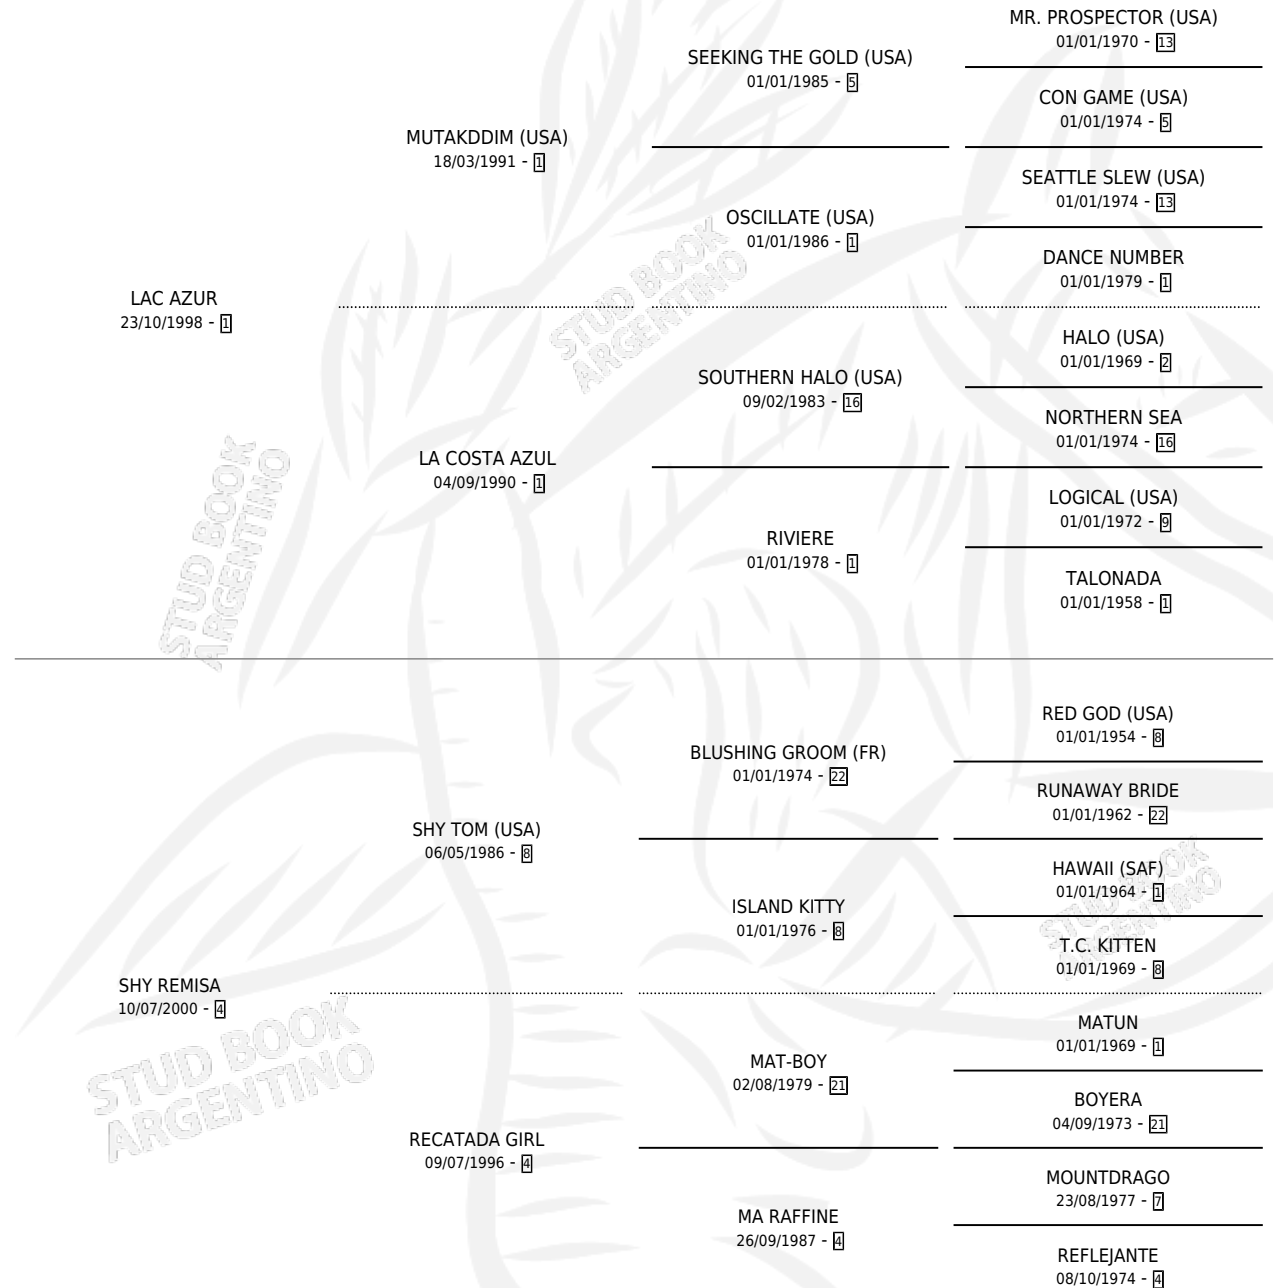 MR. PROSPECTOR (USA)
01/01/1970 - 13
SEEKING THE GOLD (USA)
01/01/1985 - 5
CON GAME (USA)
01/01/1974 - 5
MUTAKDDIM (USA)
18/03/1991 - 1
SEATTLE SLEW (USA)
01/01/1974 - 13
OSCILLATE (USA)
01/01/1986 - 1
DANCE NUMBER
01/01/1979 - 1
LAC AZUR
23/10/1998 - 1
STUD BOOK
ARGENTINO
HALO (USA)
01/01/1969 - 2
SOUTHERN HALO (USA)
09/02/1983 - 16
NORTHERN SEA
01/01/1974 - 16
LA COSTA AZUL
04/09/1990 - 1
LOGICAL (USA)
01/01/1972 - 9
RIVIERE
01/01/1978 - 1
TALONADA
01/01/1958 - 1
STUD BOOK
ARGENTINO
RED GOD (USA)
01/01/1954 - 8
BLUSHING GROOM (FR)
01/01/1974 - 22
RUNAWAY BRIDE
01/01/1962 - 22
SHY TOM (USA)
06/05/1986 - 8
HAWAII (SAF)
01/01/1964 - 1
ISLAND KITTY
01/01/1976 - 8
STUD BOOK
ARGENTINO
T.C. KITTEN
01/01/1969 - 8
SHY REMISA
10/07/2000 - 4
MATUN
01/01/1969 - 1
MAT-BOY
02/08/1979 - 21
BOYERA
04/09/1973 - 21
STUD BOOK
ARGENTINO
RECATADA GIRL
09/07/1996 - 4
MOUNTDRAGO
23/08/1977 - 7
MA RAFFINE
26/09/1987 - 4
REFLEJANTE
08/10/1974 - 4